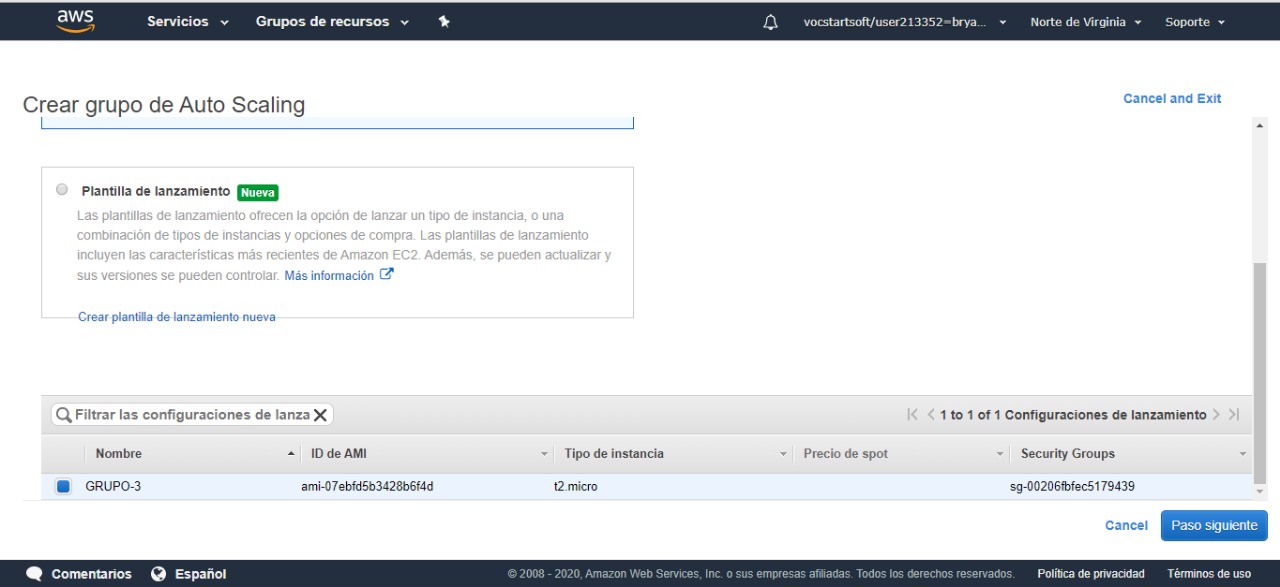 aws Servicios Grupos de recursos vocstartsoft/user213352=brya... Norte de Virginia Soporte
Crear grupo de Auto Scaling
Cancel and Exit
Plantilla de lanzamiento Nueva
Las plantillas de lanzamiento ofrecen la opción de lanzar un tipo de instancia, o una
combinación de tipos de instancias y opciones de compra. Las plantillas de lanzamiento
incluyen las características más recientes de Amazon EC2. Además, se pueden actualizar y
sus versiones se pueden controlar. Más información
Crear plantilla de lanzamiento nueva
Filtrar las configuraciones de lanza 1 to 1 of 1 Configuraciones de lanzamiento
Nombre ID de AMI Tipo de instancia Precio de spot Security Groups
GRUPO-3 ami-07ebfd5b3428b6f4d t2.micro sg-00206fbfec5179439
Cancel Paso siguiente
Comentarios Español © 2008 - 2020, Amazon Web Services, Inc. o sus empresas afiliadas. Todos los derechos reservados. Política de privacidad Términos de uso